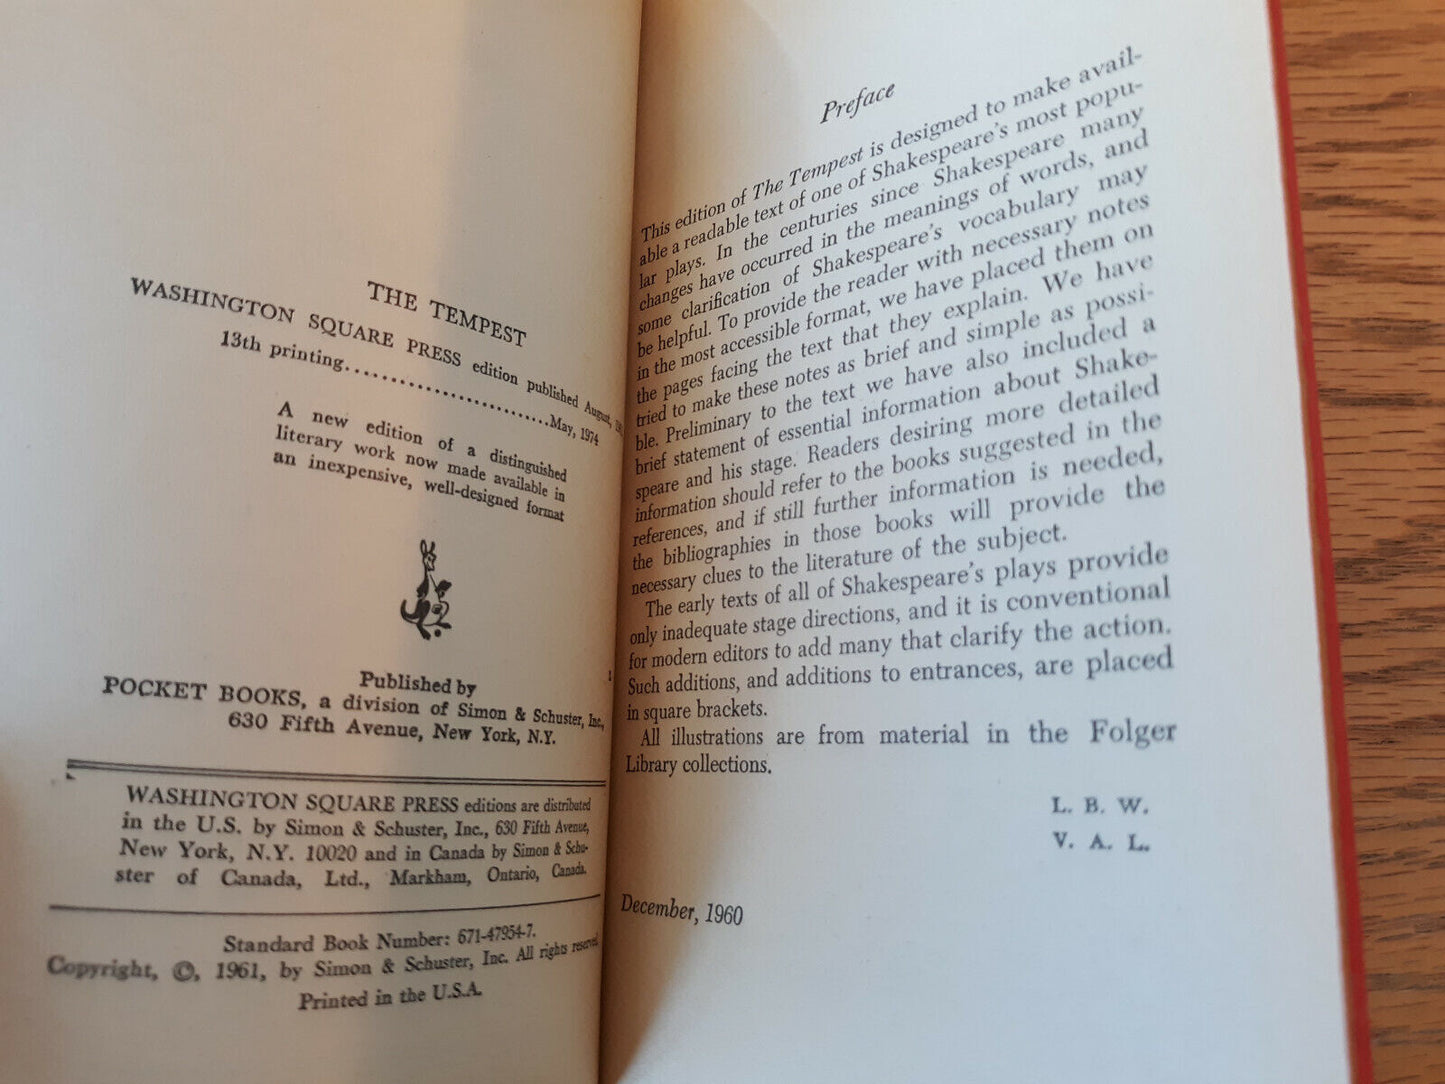 THE TEMPEST
WASHINGTON SQUARE PRESS edition published August,
13th printing........................May, 1974
A new edition of a distinguished
literary work now made available in
an inexpensive, well-designed format
Published by
POCKET BOOKS, a division of Simon & Schuster, Inc.,
630 Fifth Avenue, New York, N.Y.
WASHINGTON SQUARE PRESS editions are distributed
in the U.S. by Simon & Schuster, Inc., 630 Fifth Avenue,
New York, N.Y. 10020 and in Canada by Simon & Schu-
ster of Canada, Ltd., Markham, Ontario, Canada.
Standard Book Number: 671-47954-7.
Copyright, ©, 1961, by Simon & Schuster, Inc. All rights reserved
Printed in the U.S.A.
Preface
This edition of The Tempest is designed to make avail-
able a readable text of one of Shakespeare's most popu-
lar plays. In the centuries since Shakespeare many
changes have occurred in the meanings of words, and
some clarification of Shakespeare's vocabulary may
be helpful. To provide the reader with necessary notes
in the most accessible format, we have placed them on
the pages facing the text that they explain. We have
tried to make these notes as brief and simple as possi-
ble. Preliminary to the text we have also included a
brief statement of essential information about Shake-
speare and his stage. Readers desiring more detailed
information should refer to the books suggested in the
references, and if still further information is needed,
the bibliographies in those books will provide the
necessary clues to the literature of the subject.
The early texts of all of Shakespeare's plays provide
only inadequate stage directions, and it is conventional
for modern editors to add many that clarify the action.
Such additions, and additions to entrances, are placed
in square brackets.
All illustrations are from material in the Folger
Library collections.
L. B. W.
V. A. L.
December, 1960